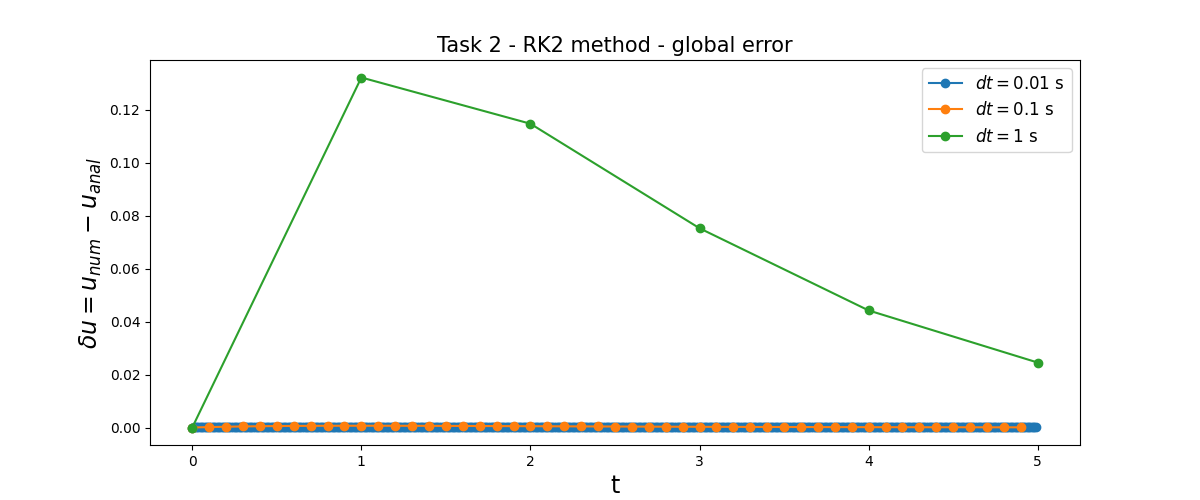 Task 2 - RK2 method - global error
δu = u_num − u_anal
0.12
0.10
0.08
0.06
0.04
0.02
0.00
dt = 0.01 s
dt = 0.1 s
dt = 1 s
0 1 2 3 4 5
t